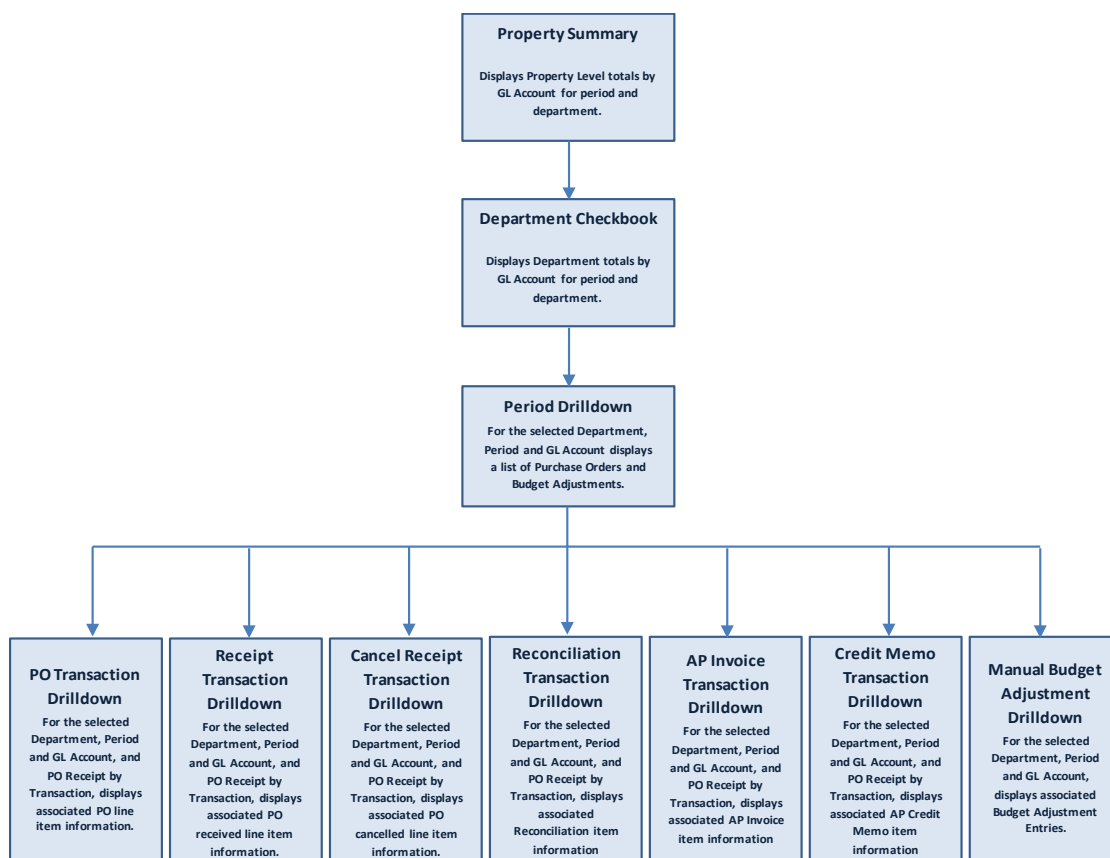 Property Summary
Displays Property Level totals by
GL Account for period and
department.
Department Checkbook
Displays Department totals by
GL Account for period and
department.
Period Drilldown
For the selected Department,
Period and GL Account displays
a list of Purchase Orders and
Budget Adjustments.
PO Transaction
Drilldown
For the selected
Department, Period
and GL Account, and
PO Receipt by
Transaction, displays
associated PO line
item information.
Receipt
Transaction
Drilldown
For the selected
Department, Period
and GL Account, and
PO Receipt by
Transaction, displays
associated PO
received line item
information.
Cancel Receipt
Transaction
Drilldown
For the selected
Department, Period
and GL Account, and
PO Receipt by
Transaction, displays
associated PO
cancelled line item
information.
Reconciliation
Transaction
Drilldown
For the selected
Department, Period
and GL Account, and
PO Receipt by
Transaction, displays
associated
Reconciliation item
information
AP Invoice
Transaction
Drilldown
For the selected
Department, Period
and GL Account, and
PO Receipt by
Transaction, displays
associated AP Invoice
item information
Credit Memo
Transaction
Drilldown
For the selected
Department, Period
and GL Account, and
PO Receipt by
Transaction, displays
associated AP Credit
Memo item
information
Manual Budget
Adjustment
Drilldown
For the selected
Department, Period
and GL Account,
displays associated
Budget Adjustment
Entries.